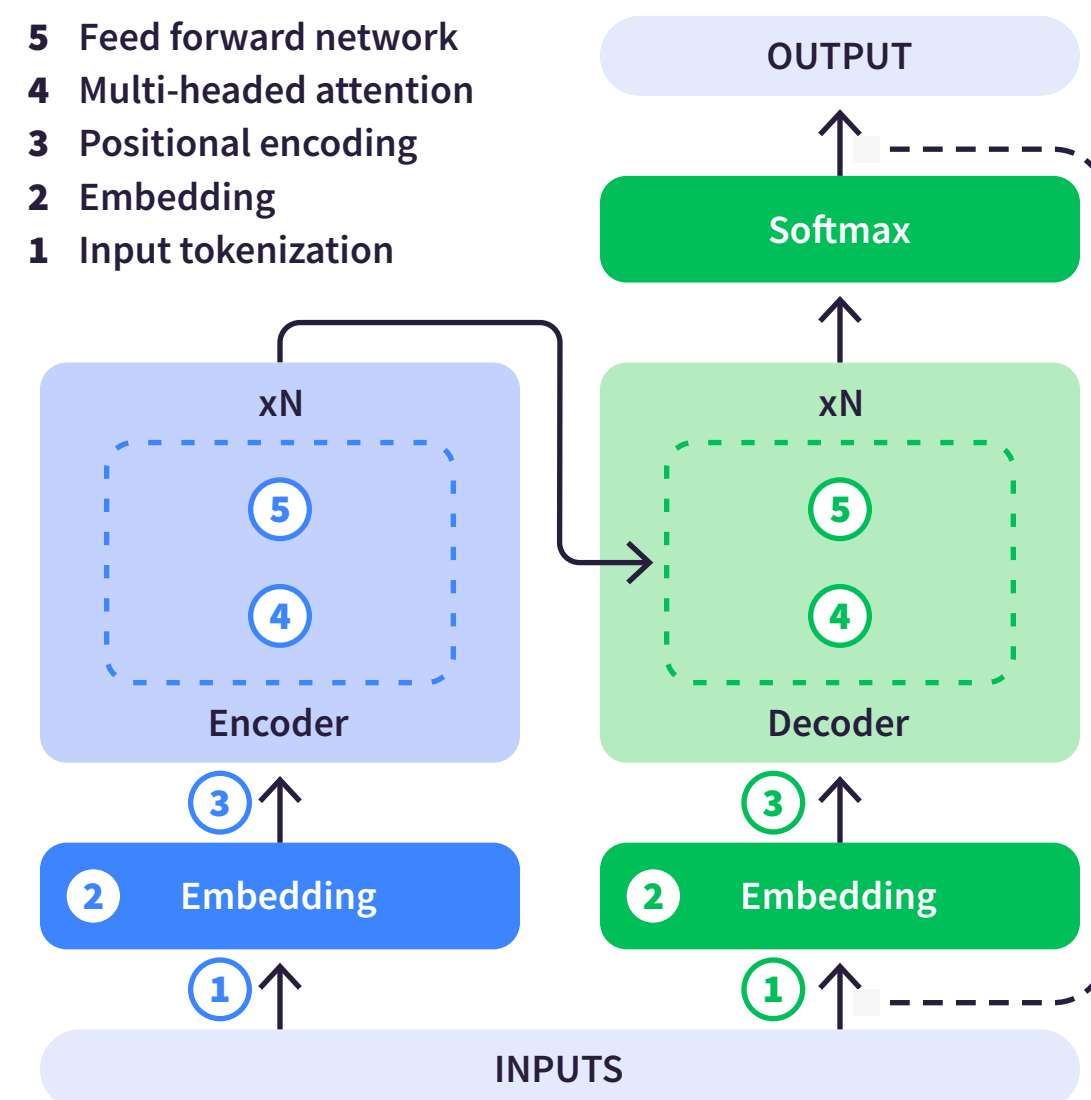 5 Feed forward network
4 Multi-headed attention
3 Positional encoding
2 Embedding
1 Input tokenization
OUTPUT
Softmax
xN
5
4
Encoder
xN
5
4
Decoder
3
3
2 Embedding
2 Embedding
1
1
INPUTS